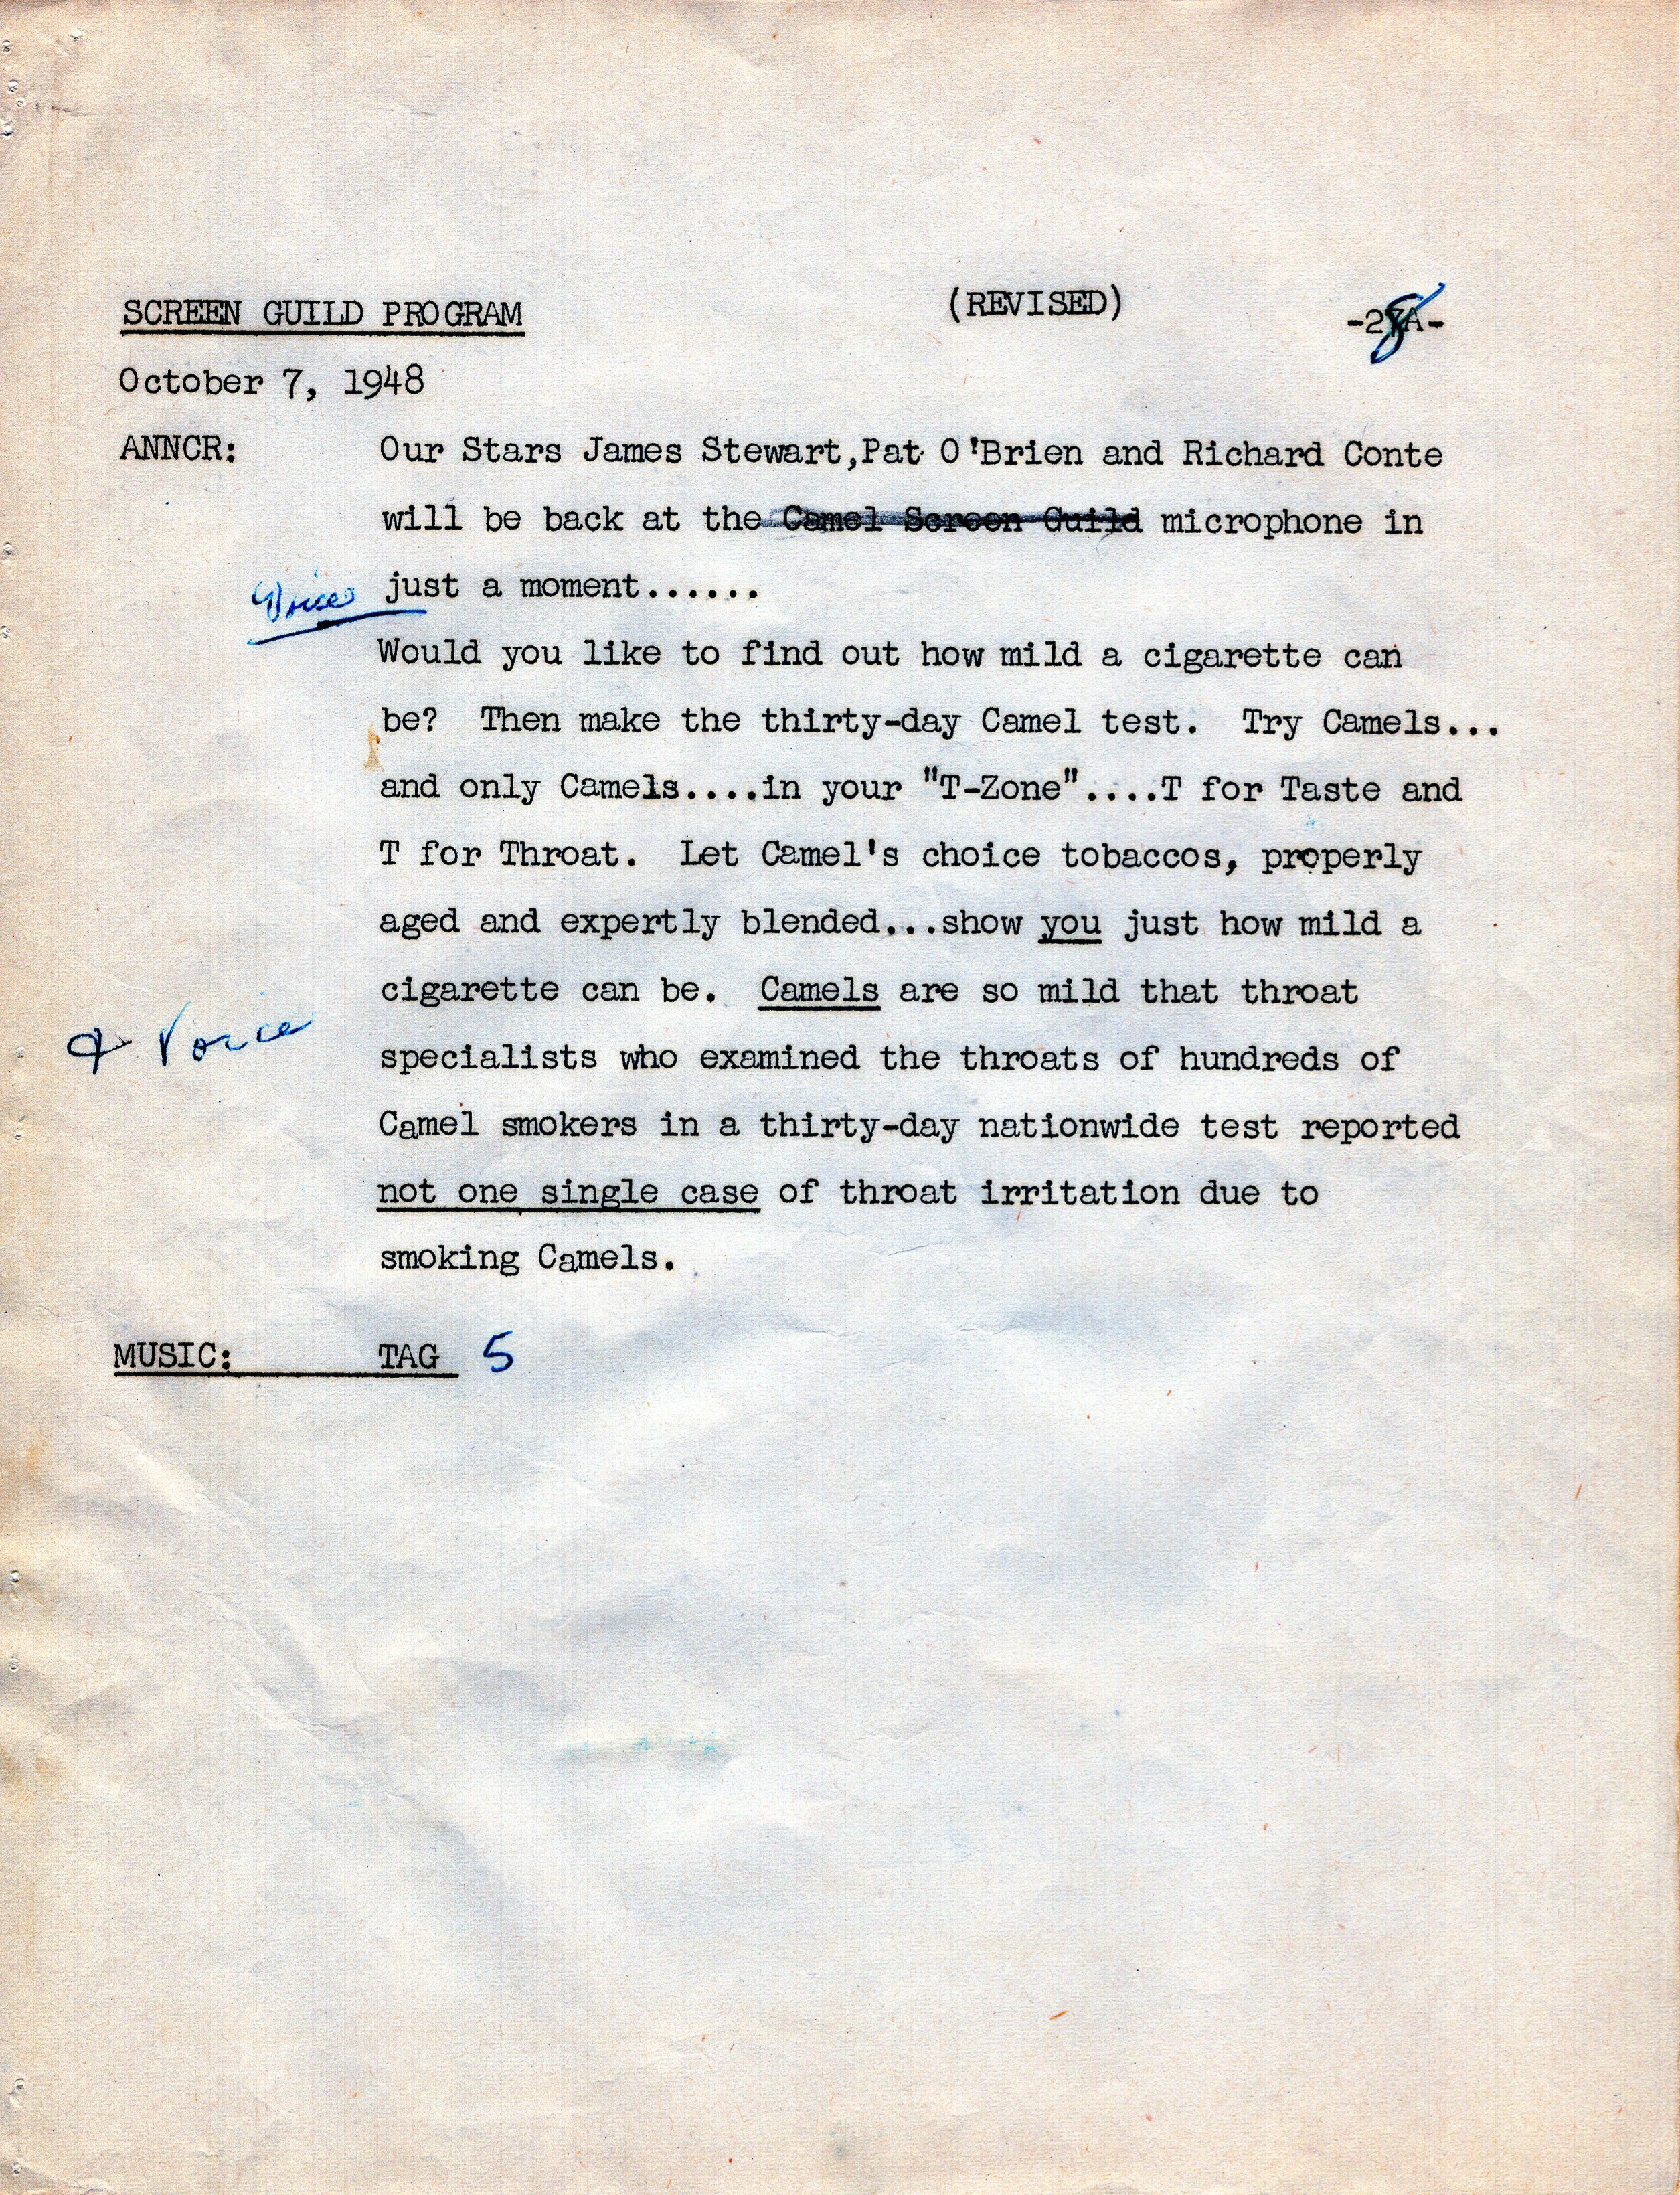 SCREEN GUILD PROGRAM (REVISED) -28-
October 7, 1948
ANNCR: Our Stars James Stewart,Pat O'Brien and Richard Conte
will be back at the Camel Screen Guild microphone in
Voice just a moment......
Would you like to find out how mild a cigarette can
be? Then make the thirty-day Camel test. Try Camels...
and only Camels....in your "T-Zone"....T for Taste and
T for Throat. Let Camel's choice tobaccos, properly
aged and expertly blended...show you just how mild a
cigarette can be. Camels are so mild that throat
& Voice specialists who examined the throats of hundreds of
Camel smokers in a thirty-day nationwide test reported
not one single case of throat irritation due to
smoking Camels.
MUSIC: TAG 5